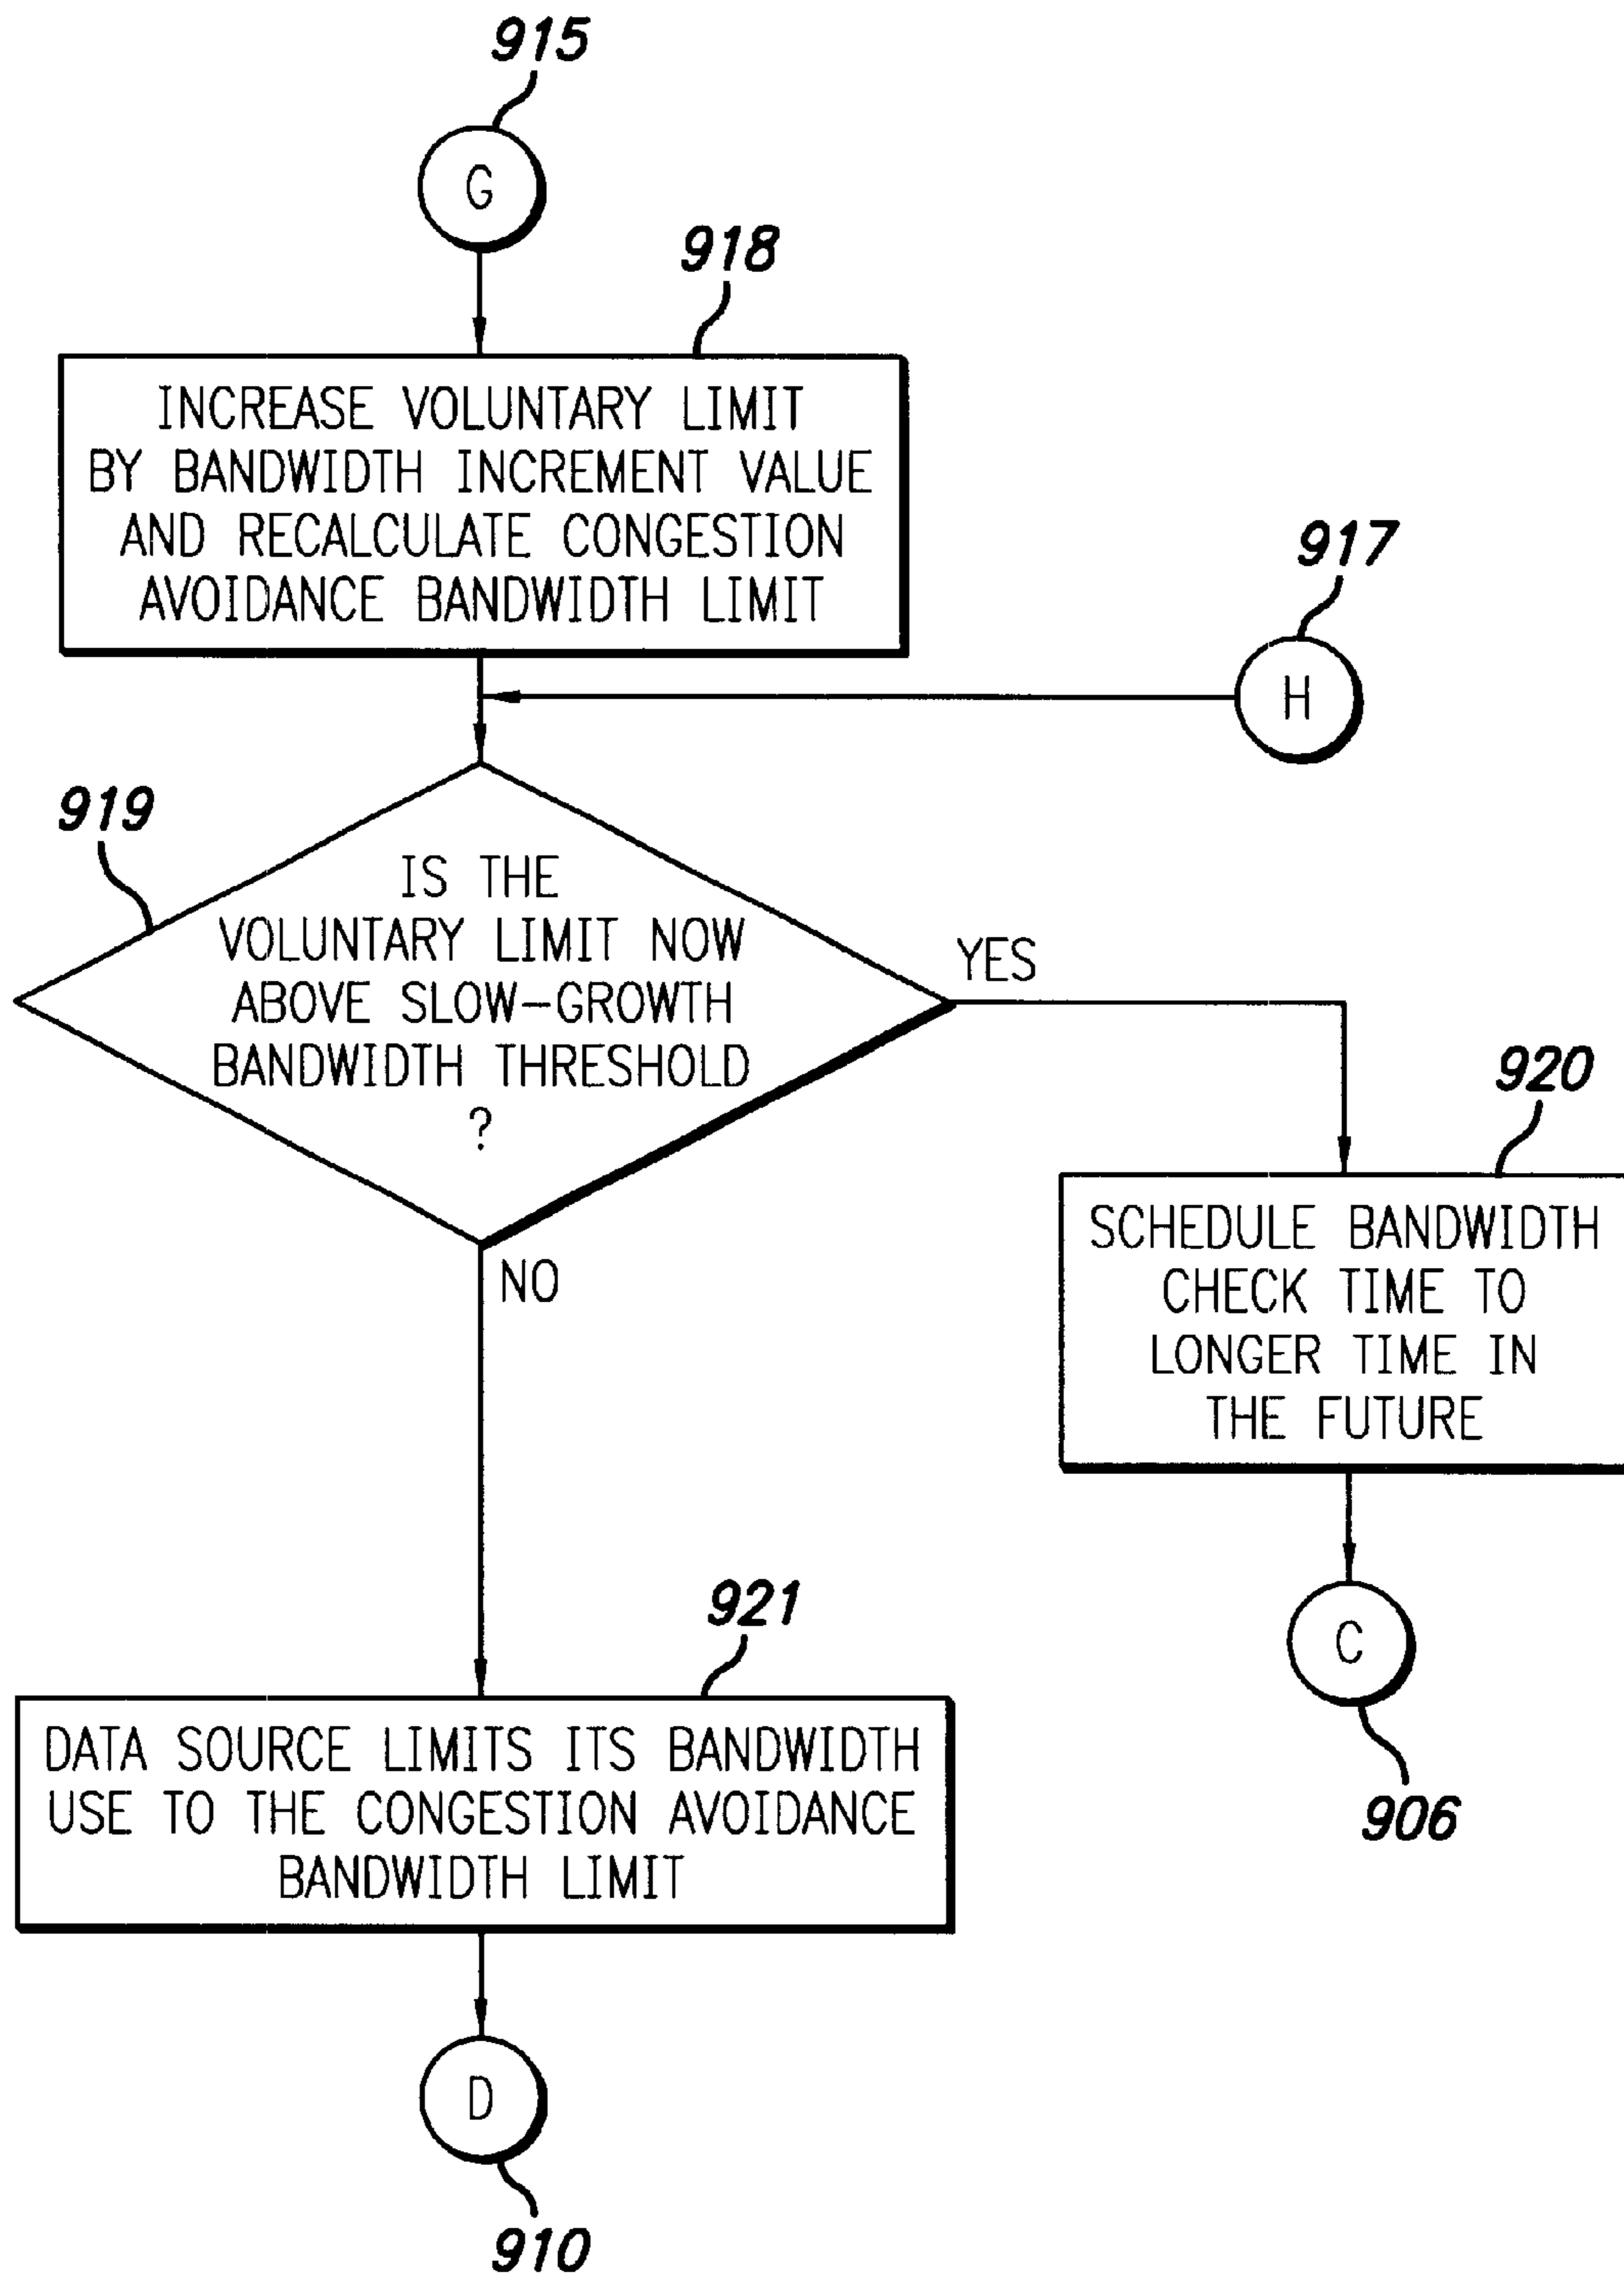 915
G
918
INCREASE VOLUNTARY LIMIT
BY BANDWIDTH INCREMENT VALUE
AND RECALCULATE CONGESTION
AVOIDANCE BANDWIDTH LIMIT
917
H
919
IS THE
VOLUNTARY LIMIT NOW
ABOVE SLOW-GROWTH
BANDWIDTH THRESHOLD
?
YES
NO
920
SCHEDULE BANDWIDTH
CHECK TIME TO
LONGER TIME IN
THE FUTURE
C
906
921
DATA SOURCE LIMITS ITS BANDWIDTH
USE TO THE CONGESTION AVOIDANCE
BANDWIDTH LIMIT
D
910